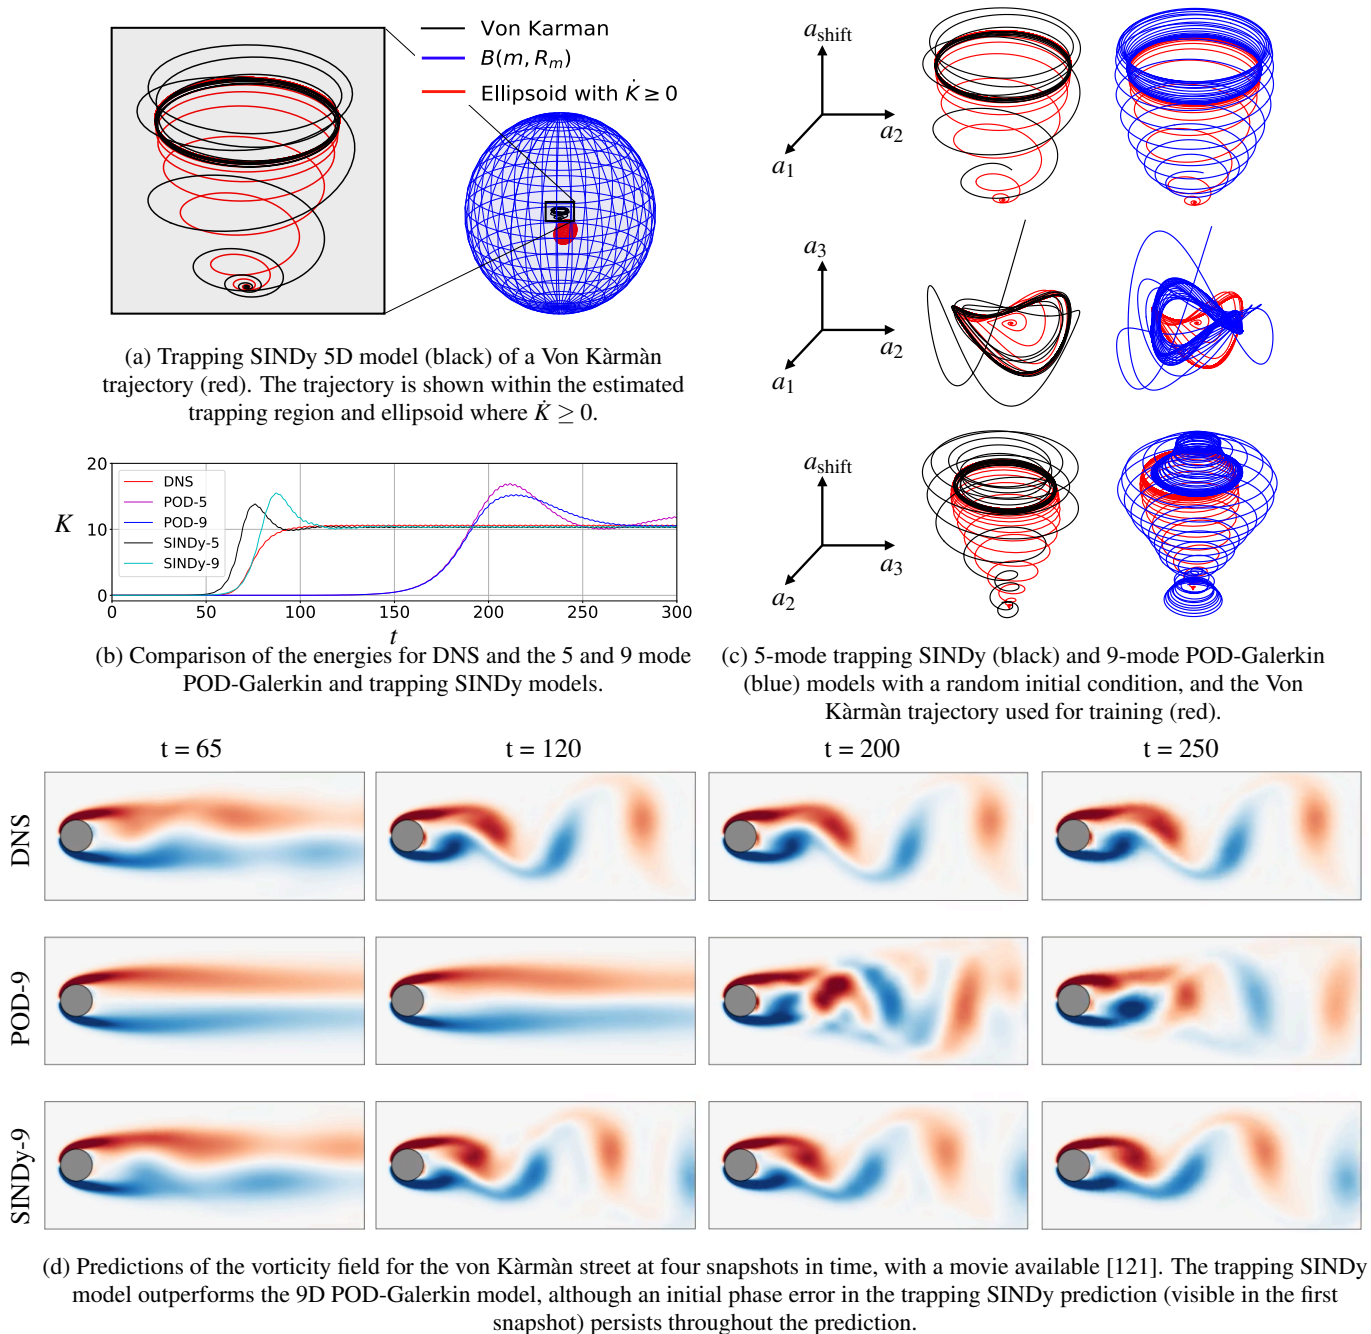 Von Karman
B(m, R_m)
Ellipsoid with K̇ ≥ 0
(a) Trapping SINDy 5D model (black) of a Von Kàrmàn
trajectory (red). The trajectory is shown within the estimated
trapping region and ellipsoid where K̇ ≥ 0.
20
10
0
K
DNS
POD-5
POD-9
SINDy-5
SINDy-9
0 50 100 150 200 250 300
t
(b) Comparison of the energies for DNS and the 5 and 9 mode
POD-Galerkin and trapping SINDy models.
a_shift
a_2
a_1
a_3
a_2
a_1
a_shift
a_3
a_2
(c) 5-mode trapping SINDy (black) and 9-mode POD-Galerkin
(blue) models with a random initial condition, and the Von
Kàrmàn trajectory used for training (red).
t = 65 t = 120 t = 200 t = 250
DNS
POD-9
SINDy-9
(d) Predictions of the vorticity field for the von Kàrmàn street at four snapshots in time, with a movie available [121]. The trapping SINDy
model outperforms the 9D POD-Galerkin model, although an initial phase error in the trapping SINDy prediction (visible in the first
snapshot) persists throughout the prediction.